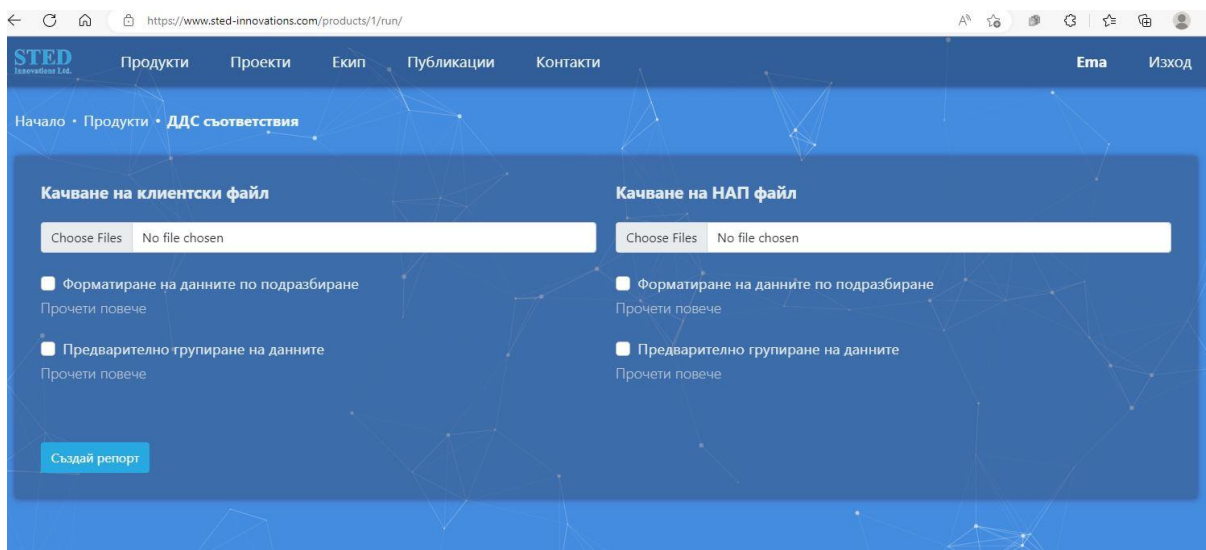 https://www.sted-innovations.com/products/1/run/
STED
Innovations Ltd.
Продукти Проекти Екип Публикации Контакти Ema Изход
Начало • Продукти • ДДС съответствия
Качване на клиентски файл
Choose Files No file chosen
Форматиране на данните по подразбиране
Прочети повече
Предварително групиране на данните
Прочети повече
Качване на НАП файл
Choose Files No file chosen
Форматиране на данните по подразбиране
Прочети повече
Предварително групиране на данните
Прочети повече
Създай репорт